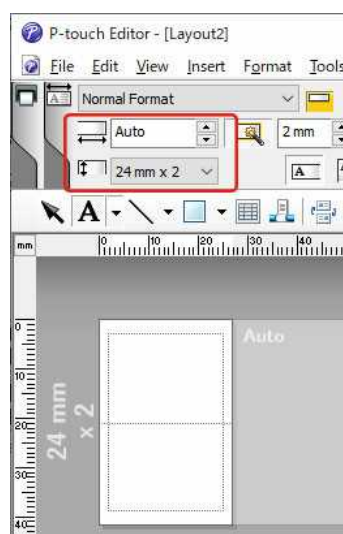 P-touch Editor - [Layout2]
File Edit View Insert Format Tools
Normal Format
Auto 2 mm
24 mm x 2 A
A
mm 0 10 20 30 40
0
Auto
10
24 mm x 2
20
30
40